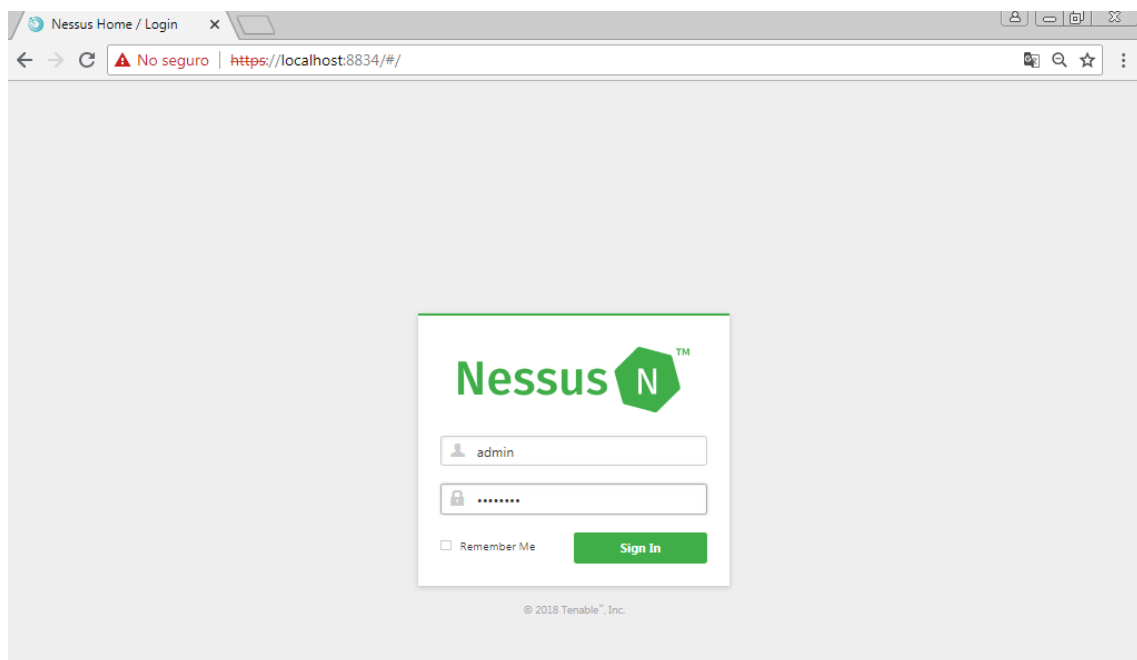 Nessus Home / Login
No seguro | https://localhost:8834/#/
Nessus N ™
admin
••••••••
Remember Me
Sign In
© 2018 Tenable™, Inc.